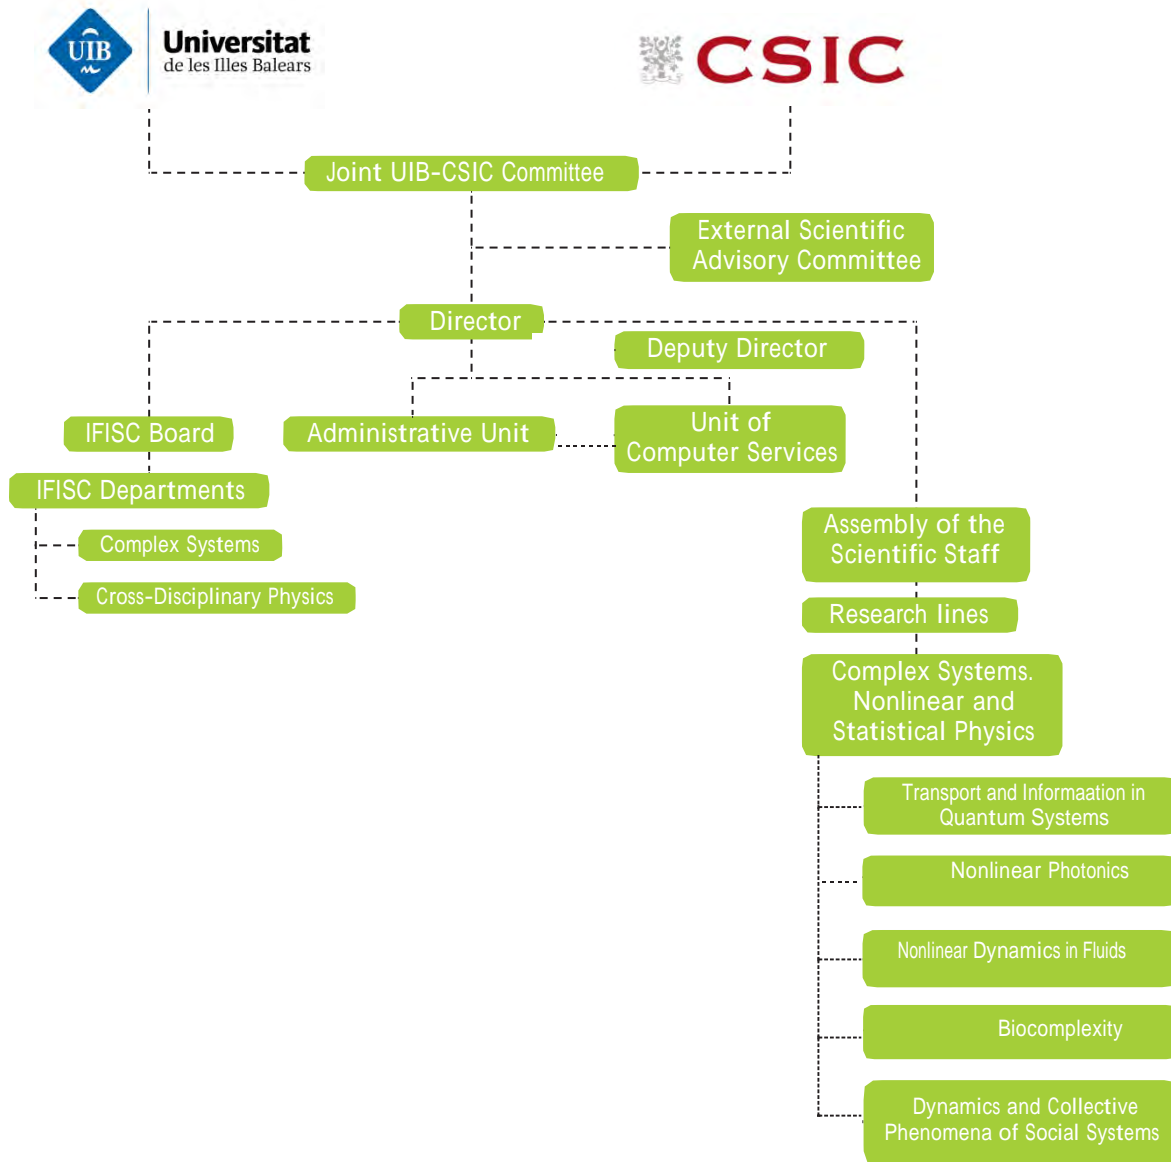 UIB
Universitat
de les Illes Balears
CSIC
Joint UIB-CSIC Committee
External Scientific
Advisory Committee
Director
Deputy Director
IFISC Board
Administrative Unit
Unit of
Computer Services
IFISC Departments
Complex Systems
Cross-Disciplinary Physics
Assembly of the
Scientific Staff
Research lines
Complex Systems.
Nonlinear and
Statistical Physics
Transport and Informaation in
Quantum Systems
Nonlinear Photonics
Nonlinear Dynamics in Fluids
Biocomplexity
Dynamics and Collective
Phenomena of Social Systems